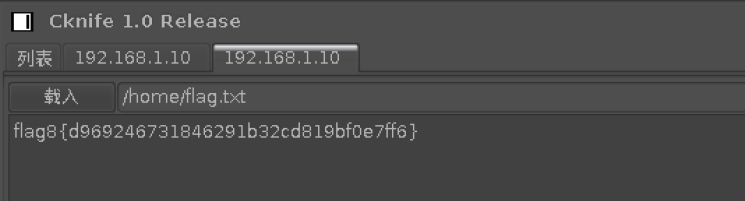 Cknife 1.0 Release
列表 192.168.1.10 192.168.1.10
载入 /home/flag.txt
flag8{d969246731846291b32cd819bf0e7ff6}